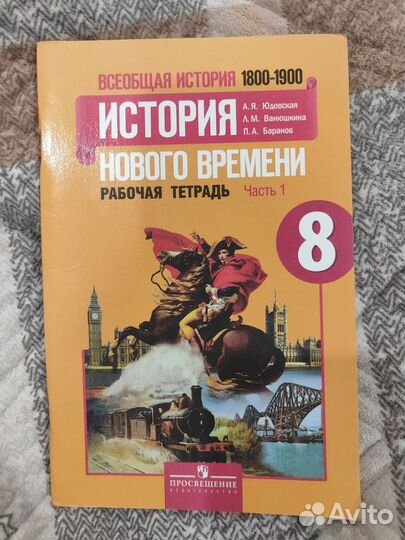 ВСЕОБЩАЯ ИСТОРИЯ 1800-1900
ИСТОРИЯ
А.Я. Юдовская
Л.М. Ванюшкина
П.А. Баранов
НОВОГО ВРЕМЕНИ
РАБОЧАЯ ТЕТРАДЬ Часть 1
8
ПРОСВЕЩЕНИЕ
ИЗДАТЕЛЬСТВО
Avito